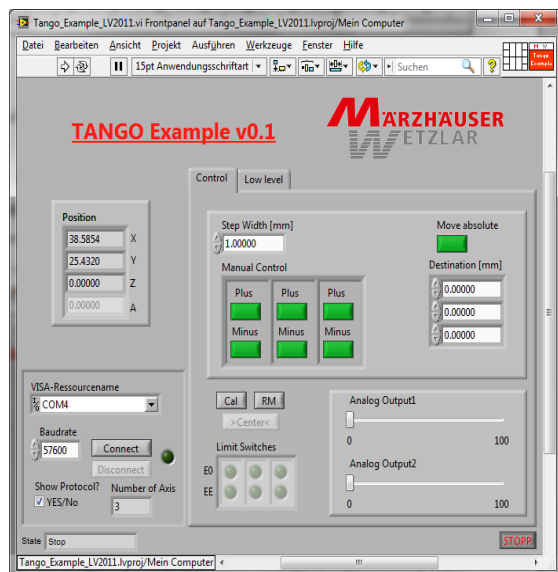 Tango_Example_LV2011.vi Frontpanel auf Tango_Example_LV2011.lvproj/Mein Computer
Datei Bearbeiten Ansicht Projekt Ausführen Werkzeuge Fenster Hilfe
15pt Anwendungsschriftart Suchen
M V
Tango
Example
TANGO Example v0.1
MÄRZHÄUSER
WETZLAR
Control Low level
Position
38.5854 X
25.4320 Y
0.00000 Z
0.00000 A
Step Width [mm]
1.00000
Move absolute
Manual Control
Destination [mm]
Plus Plus Plus
Minus Minus Minus
0.00000
0.00000
0.00000
VISA-Ressourcename
COM4
Baudrate
57600
Connect
Disconnect
Show Protocol?
YES/No
Number of Axis
3
Cal RM
>Center<
Limit Switches
E0
EE
Analog Output1
0 100
Analog Output2
0 100
State Stop
STOPP
Tango_Example_LV2011.lvproj/Mein Computer